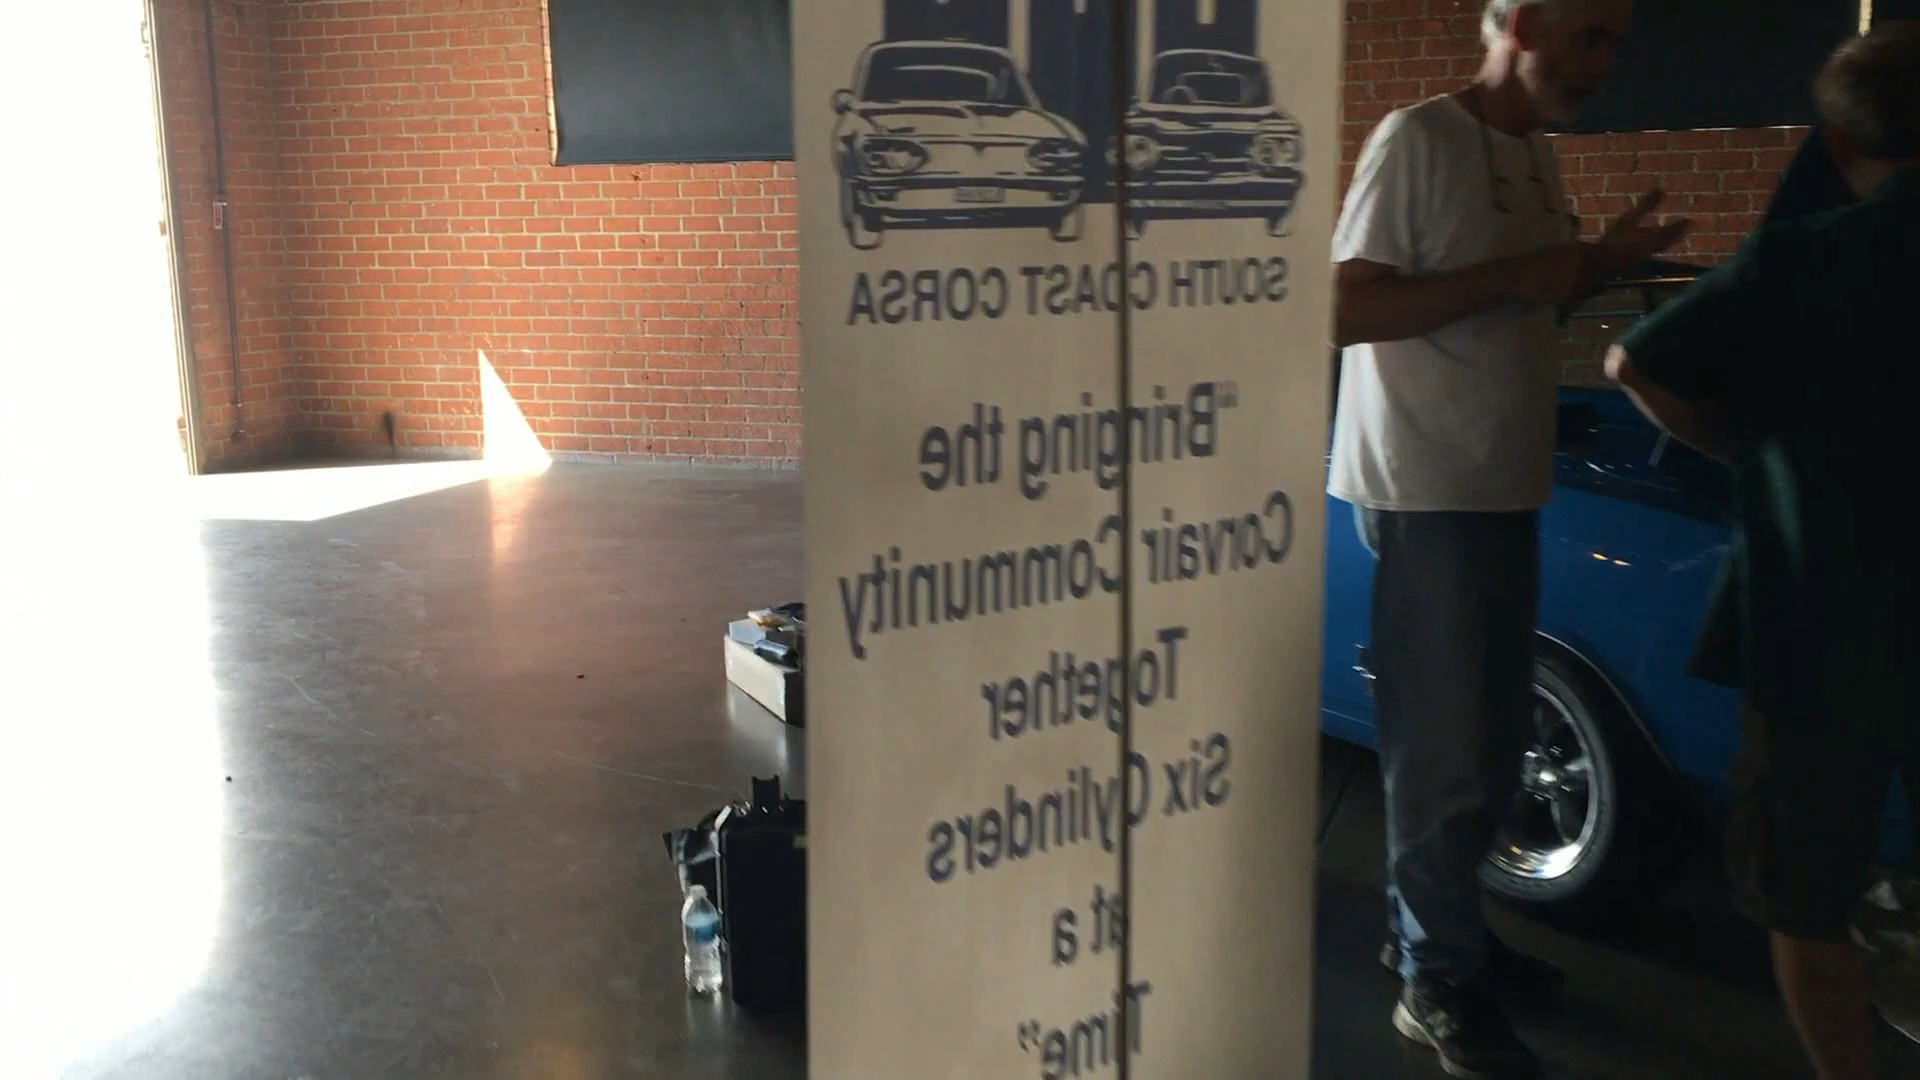 SOUTH COAST CORSA
"Bringing the
Corvair Community
Together
Six Cylinders
at a
Time"